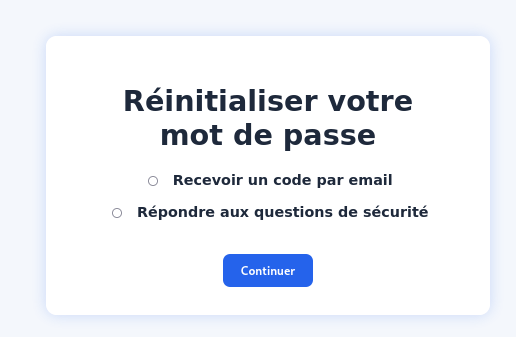 Réinitialiser votre
mot de passe
Recevoir un code par email
Répondre aux questions de sécurité
Continuer